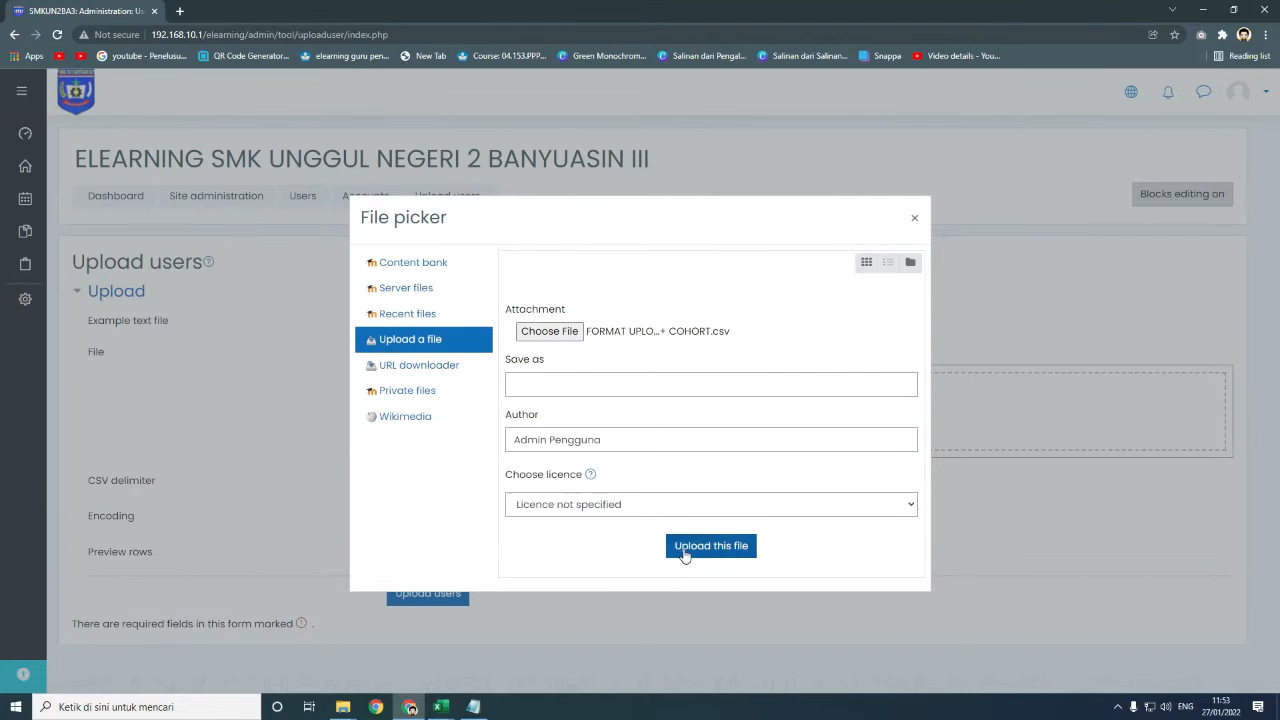 SMKUN2BA3: Administration: Us
Not secure | 192.168.10.1/elearning/admin/tool/uploaduser/index.php
Apps
youtube - Penelusu...
QR Code Generator...
elearning guru pen...
New Tab
Course: 04.153.PPP...
Green Monochrom...
Salinan dari Pengal...
Salinan dari Salinan...
Snappa
Video details - You...
Reading list
ELEARNING SMK UNGGUL NEGERI 2 BANYUASIN III
Dashboard
Site administration
Users
Accounts
Upload users
Blocks editing on
File picker
×
Upload users
Upload
Example text file
File
CSV delimiter
Encoding
Preview rows
Content bank
Server files
Recent files
Upload a file
URL downloader
Private files
Wikimedia
Attachment
Choose File FORMAT UPLO...+ COHORT.csv
Save as
Author
Admin Pengguna
Choose licence
Licence not specified
Upload this file
Upload users
There are required fields in this form marked .
Ketik di sini untuk mencari
ENG
11:53
27/01/2022